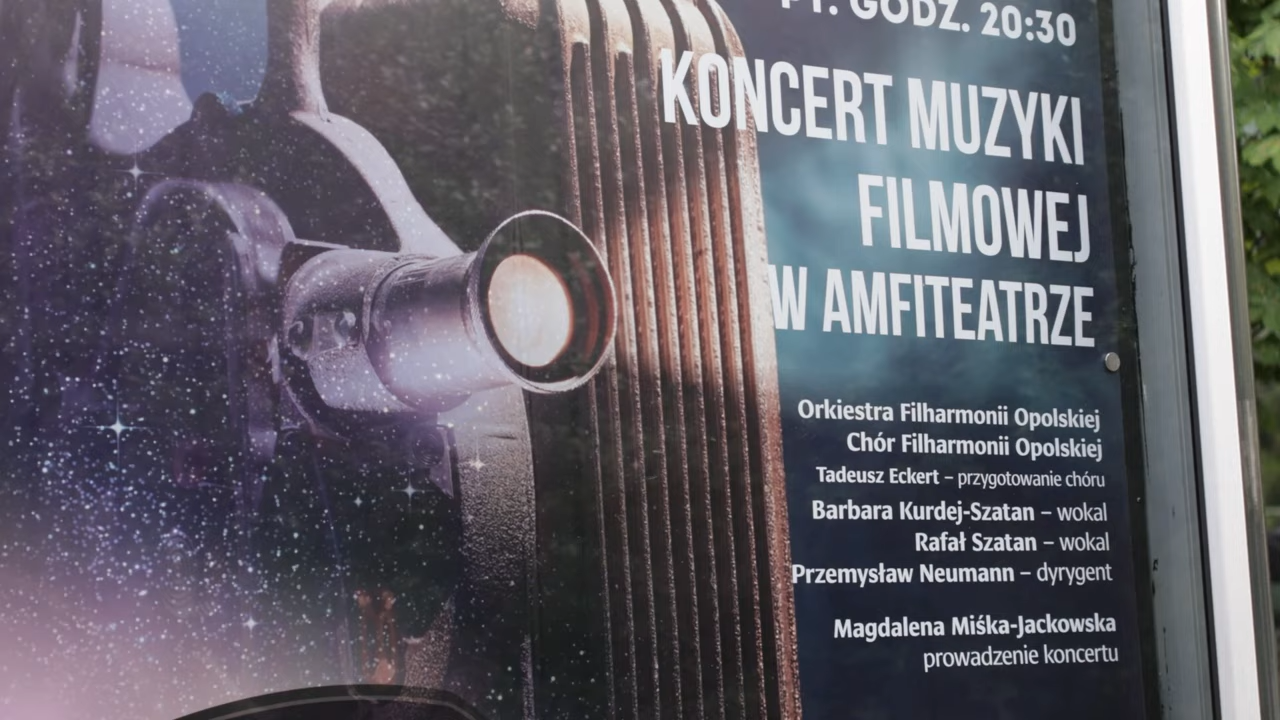 PT. GODZ. 20:30
KONCERT MUZYKI
FILMOWEJ
W AMFITEATRZE
Orkiestra Filharmonii Opolskiej
Chór Filharmonii Opolskiej
Tadeusz Eckert – przygotowanie chóru
Barbara Kurdej-Szatan – wokal
Rafał Szatan – wokal
Przemysław Neumann – dyrygent
Magdalena Miśka-Jackowska
prowadzenie koncertu